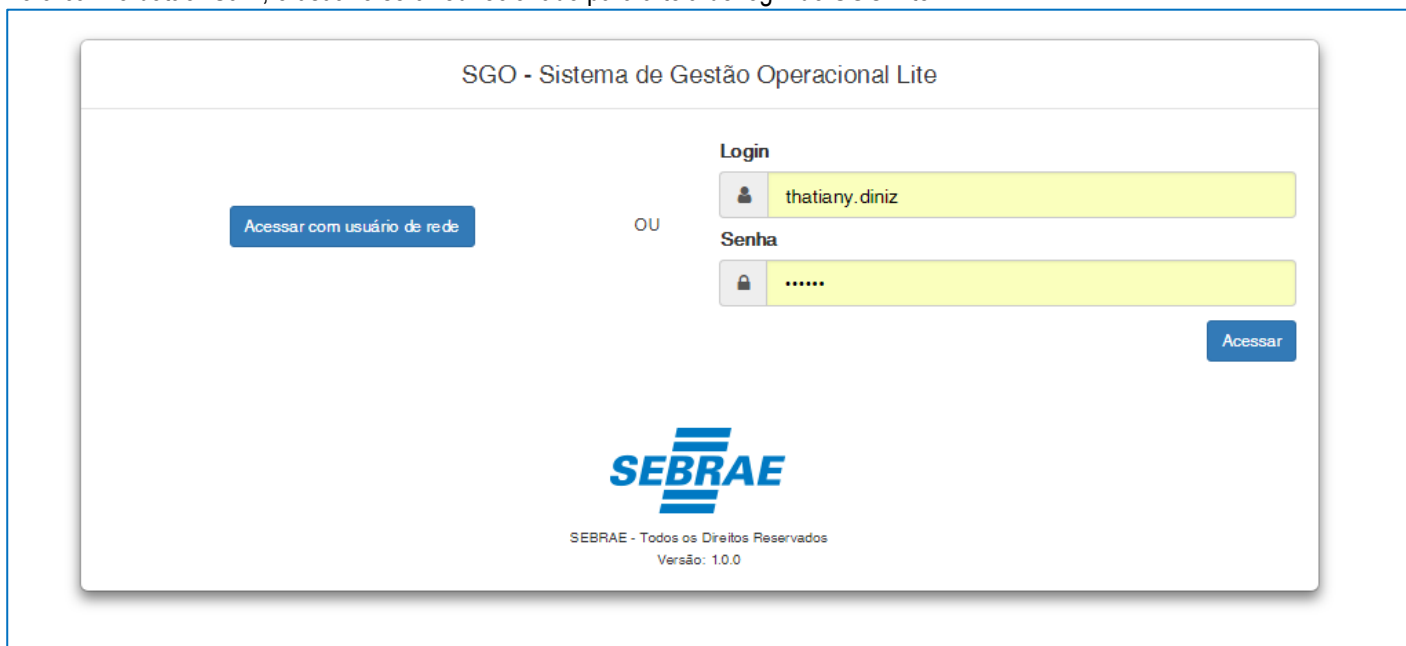 SGO - Sistema de Gestão Operacional Lite
Login
thatiany.diniz
Acessar com usuário de rede
OU
Senha
••••••
Acessar
SEBRAE
SEBRAE - Todos os Direitos Reservados
Versão: 1.0.0